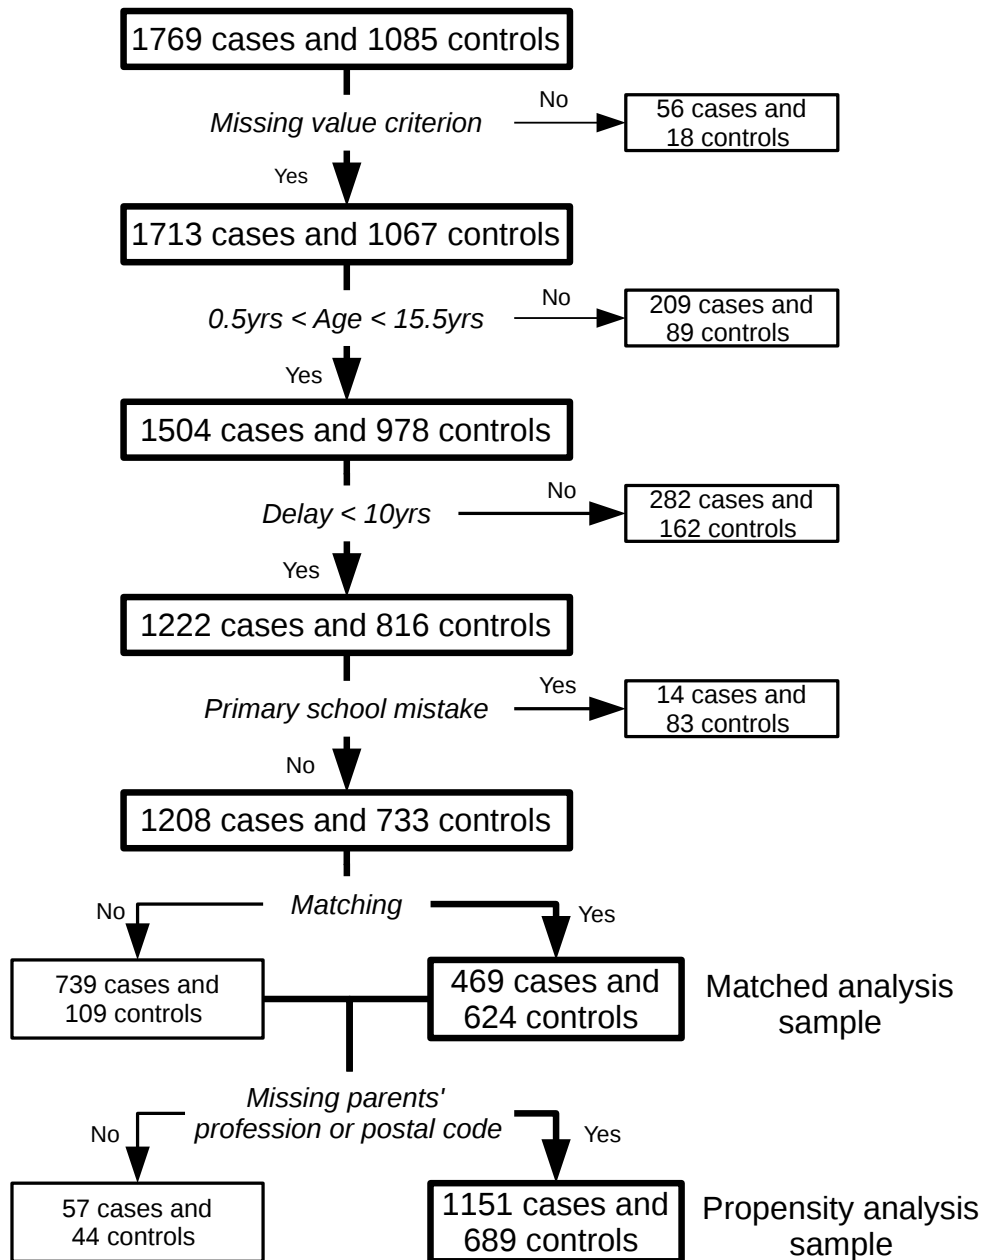 1769 cases and 1085 controls
No
Missing value criterion
56 cases and
18 controls
Yes
1713 cases and 1067 controls
No
0.5yrs < Age < 15.5yrs
209 cases and
89 controls
Yes
1504 cases and 978 controls
No
Delay < 10yrs
282 cases and
162 controls
Yes
1222 cases and 816 controls
Yes
Primary school mistake
14 cases and
83 controls
No
1208 cases and 733 controls
No
Matching
Yes
739 cases and
109 controls
469 cases and
624 controls
Matched analysis
sample
Missing parents'
profession or postal code
No
Yes
57 cases and
44 controls
1151 cases and
689 controls
Propensity analysis
sample